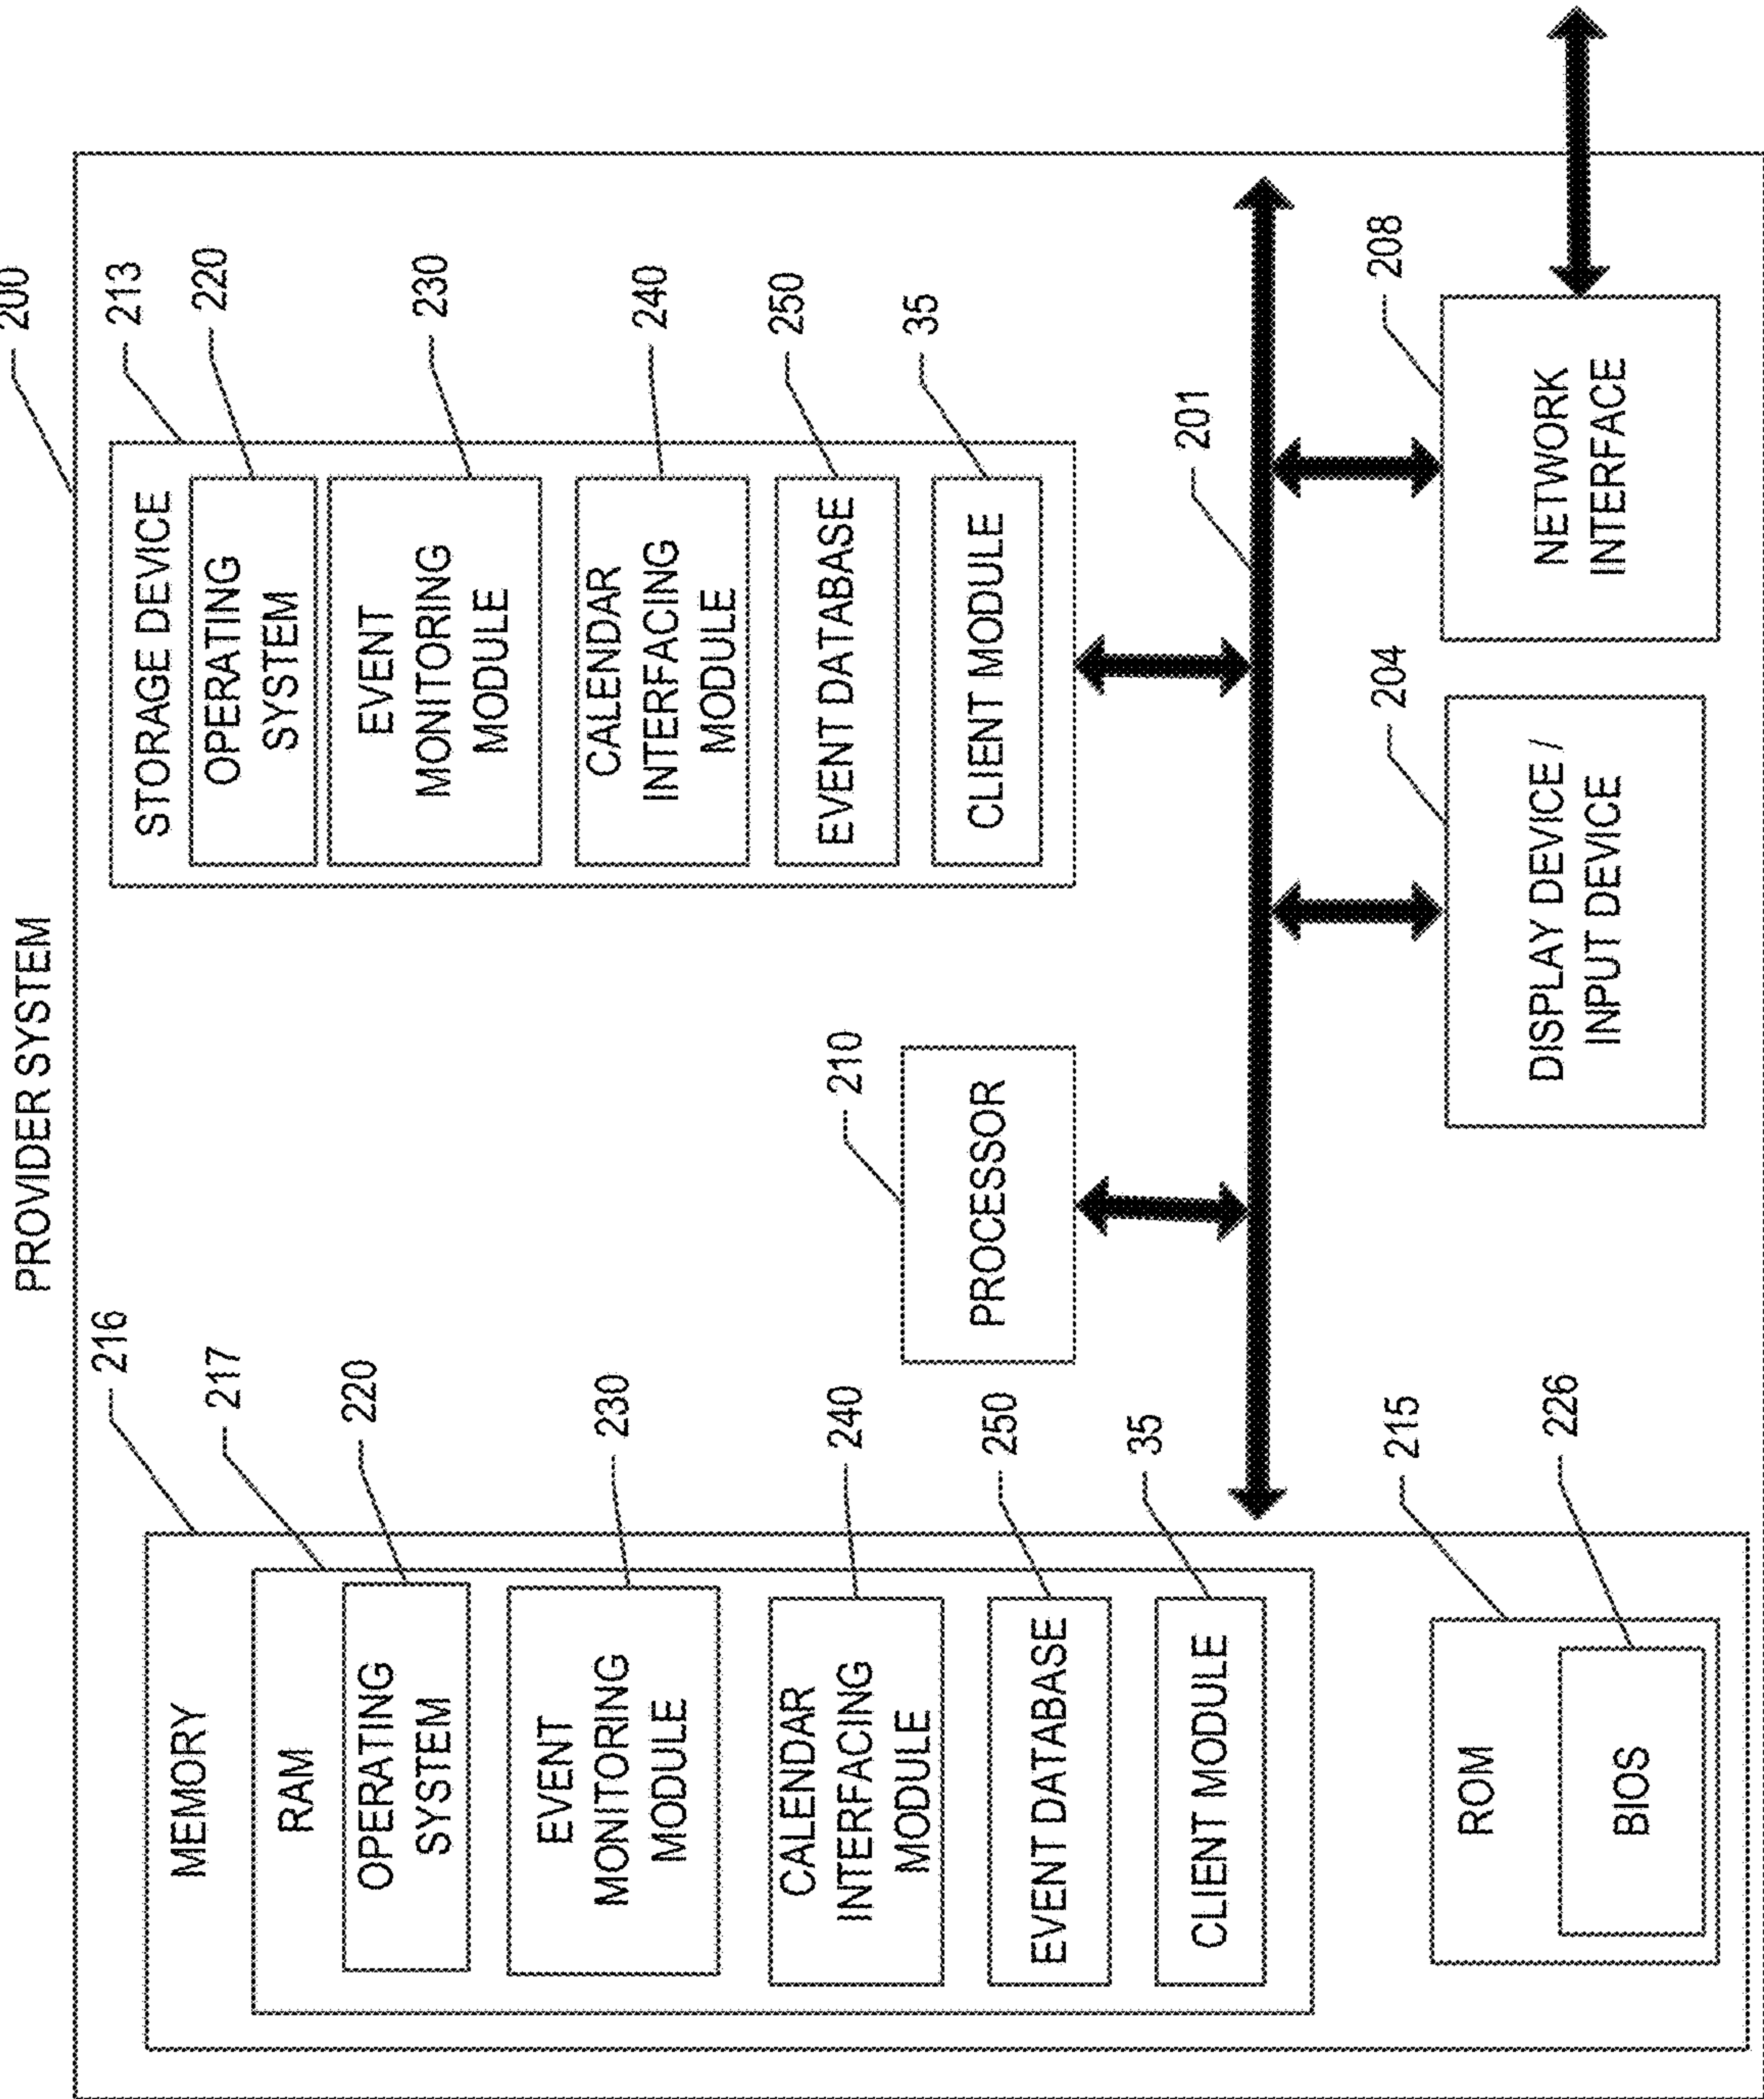 PROVIDER SYSTEM
200
216
MEMORY
217
RAM
220
OPERATING
SYSTEM
230
EVENT
MONITORING
MODULE
240
CALENDAR
INTERFACING
MODULE
250
EVENT DATABASE
35
CLIENT MODULE
215
ROM
226
BIOS
210
PROCESSOR
213
STORAGE DEVICE
220
OPERATING
SYSTEM
230
EVENT
MONITORING
MODULE
240
CALENDAR
INTERFACING
MODULE
250
EVENT DATABASE
35
CLIENT MODULE
201
204
DISPLAY DEVICE /
INPUT DEVICE
208
NETWORK
INTERFACE